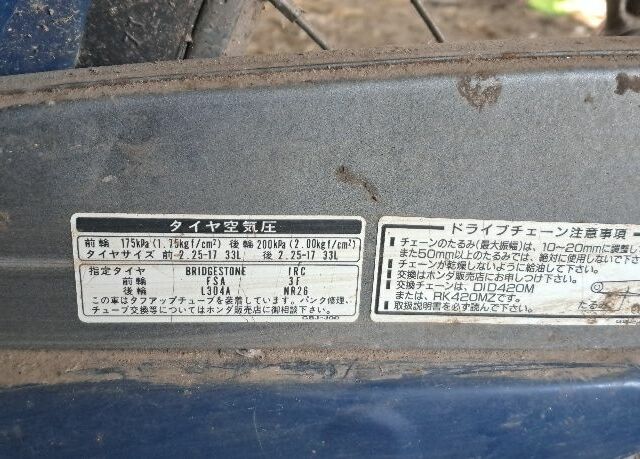 タイヤ空気圧
前輪 175kPa(1.75kgf/cm²) 後輪 200kPa(2.00kgf/cm²)
タイヤサイズ 前 2.25-17 33L 後 2.25-17 33L
指定タイヤ BRIDGESTONE IRC
前輪 FSA 3F
後輪 L304A NR26
この車はタフアップチューブを装着しています。パンク修理、
チューブ交換等についてはホンダ販売店に御相談下さい。
ドライブチェーン注意事項
チェーンのたるみ(最大振幅)は、10〜20mmに調整し
また50mm以上のたるみでは、絶対に使用しないで下さ
チェーンが乾燥しないように給油して下さい。
交換はホンダ販売店にお申しつけ下さい。
交換チェーンは、DID420M
または、RK420MZです。
取扱説明書を必ず読んで下さい。
たるみ